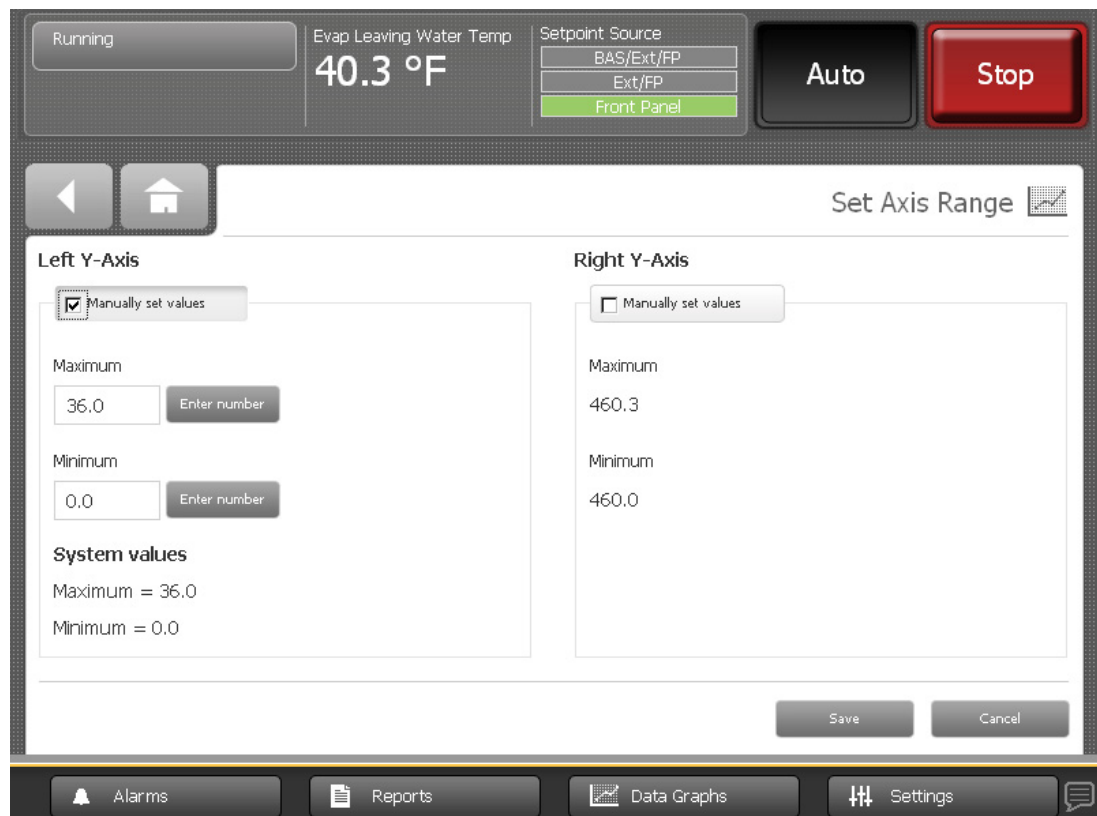 Running
Evap Leaving Water Temp
40.3 °F
Setpoint Source
BAS/Ext/FP
Ext/FP
Front Panel
Auto
Stop
Set Axis Range
Left Y-Axis
Manually set values
Maximum
36.0
Enter number
Minimum
0.0
Enter number
System values
Maximum = 36.0
Minimum = 0.0
Right Y-Axis
Manually set values
Maximum
460.3
Minimum
460.0
Save
Cancel
Alarms
Reports
Data Graphs
Settings